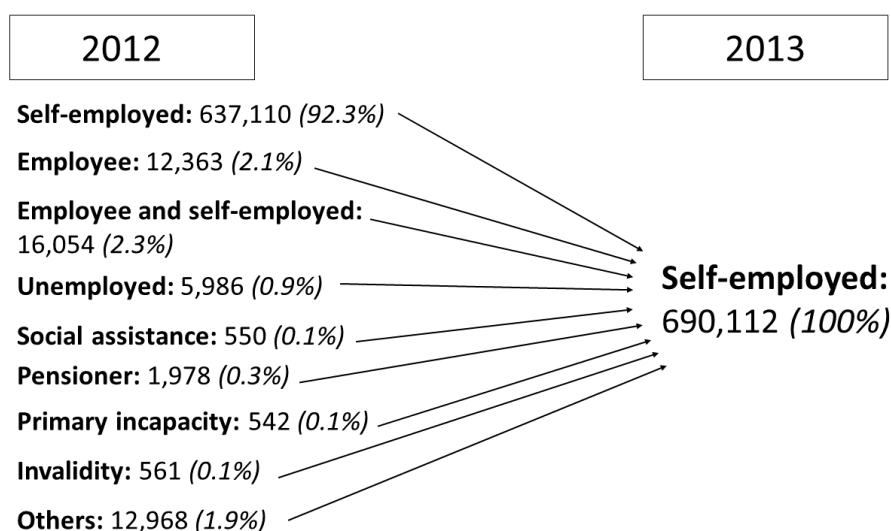 2012
2013
Self-employed: 637,110 (92.3%)
Employee: 12,363 (2.1%)
Employee and self-employed:
16,054 (2.3%)
Unemployed: 5,986 (0.9%)
Social assistance: 550 (0.1%)
Pensioner: 1,978 (0.3%)
Primary incapacity: 542 (0.1%)
Invalidity: 561 (0.1%)
Others: 12,968 (1.9%)
Self-employed:
690,112 (100%)